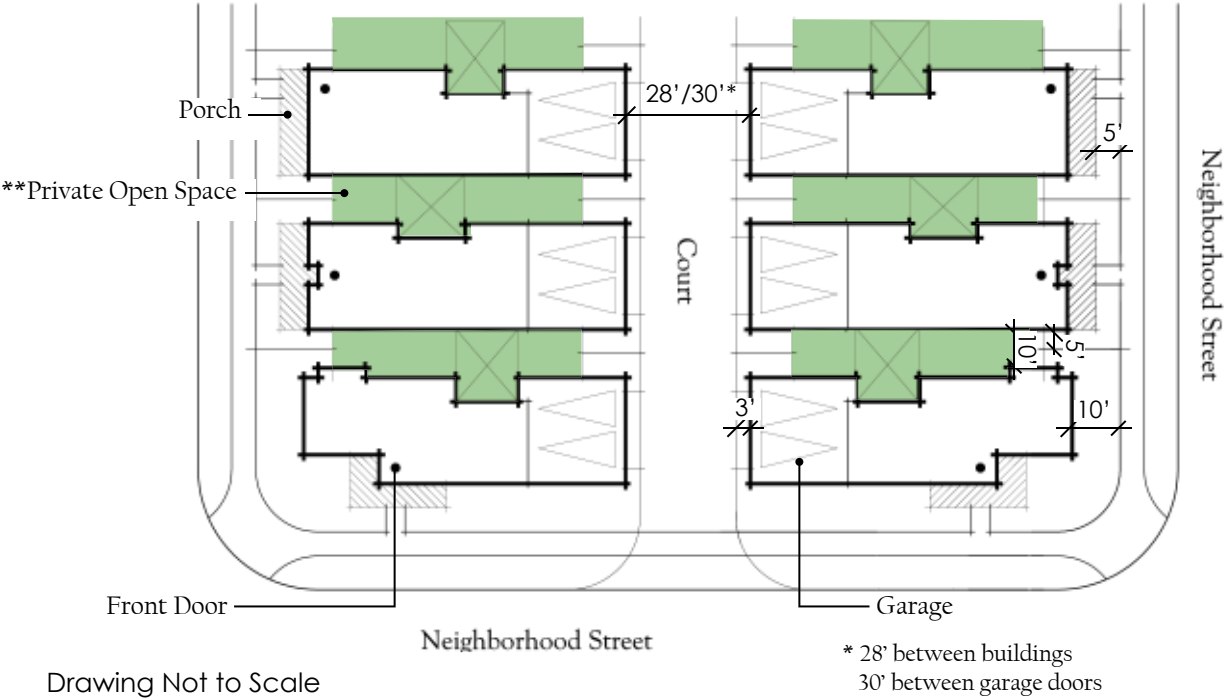 28'/30'*
Porch
5'
**Private Open Space
Neighborhood Street
Court
10'
5'
3'
10'
Front Door
Garage
Neighborhood Street
* 28' between buildings
30' between garage doors
Drawing Not to Scale